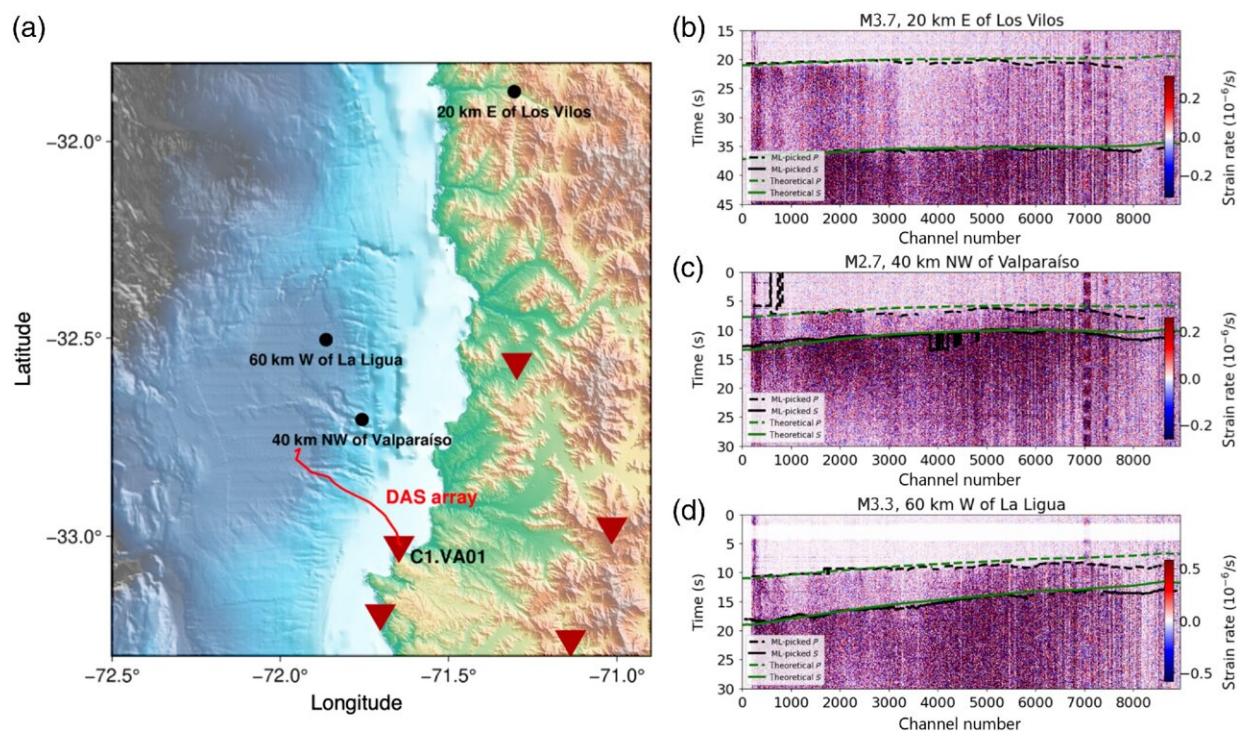 (a)
−32.0°
−32.5°
−33.0°
Latitude
−72.5°
−72.0°
−71.5°
−71.0°
Longitude
20 km E of Los Vilos
60 km W of La Ligua
40 km NW of Valparaíso
DAS array
C1.VA01
(b)
M3.7, 20 km E of Los Vilos
15
20
25
30
35
40
45
Time (s)
ML-picked P
ML-picked S
Theoretical P
Theoretical S
0 1000 2000 3000 4000 5000 6000 7000 8000
Channel number
0.2
0.0
−0.2
Strain rate (10⁻⁶/s)
(c)
M2.7, 40 km NW of Valparaíso
0
5
10
15
20
25
30
Time (s)
ML-picked P
ML-picked S
Theoretical P
Theoretical S
0 1000 2000 3000 4000 5000 6000 7000 8000
Channel number
0.2
0.0
−0.2
Strain rate (10⁻⁶/s)
(d)
M3.3, 60 km W of La Ligua
0
5
10
15
20
25
30
Time (s)
ML-picked P
ML-picked S
Theoretical P
Theoretical S
0 1000 2000 3000 4000 5000 6000 7000 8000
Channel number
0.5
0.0
−0.5
Strain rate (10⁻⁶/s)